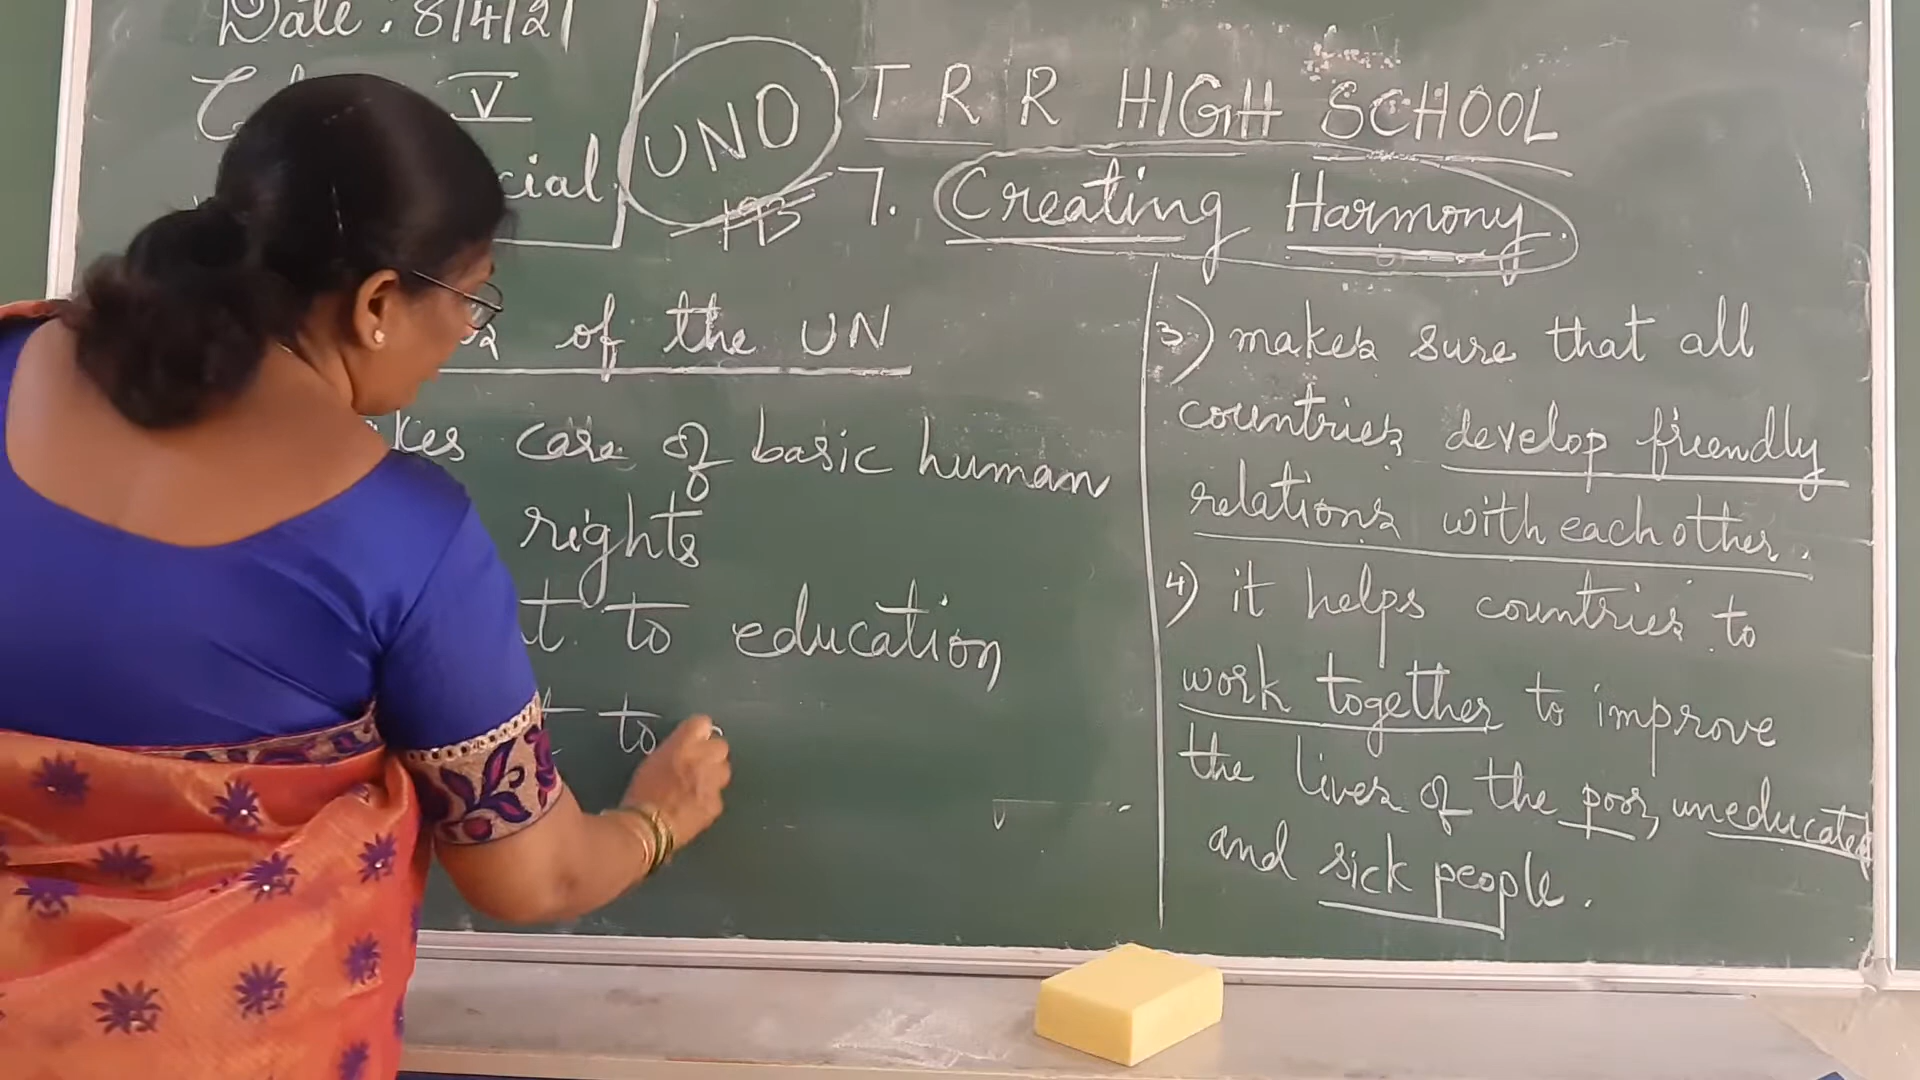 Date: 8/4/21
V
UNO
193
T R R HIGH SCHOOL
7. Creating Harmony
of the UN
care of basic human
rights
to education
to
3) makes sure that all
countries develop friendly
relations with each other.
4) it helps countries to
work together to improve
the lives of the poor, uneducated
and sick people.